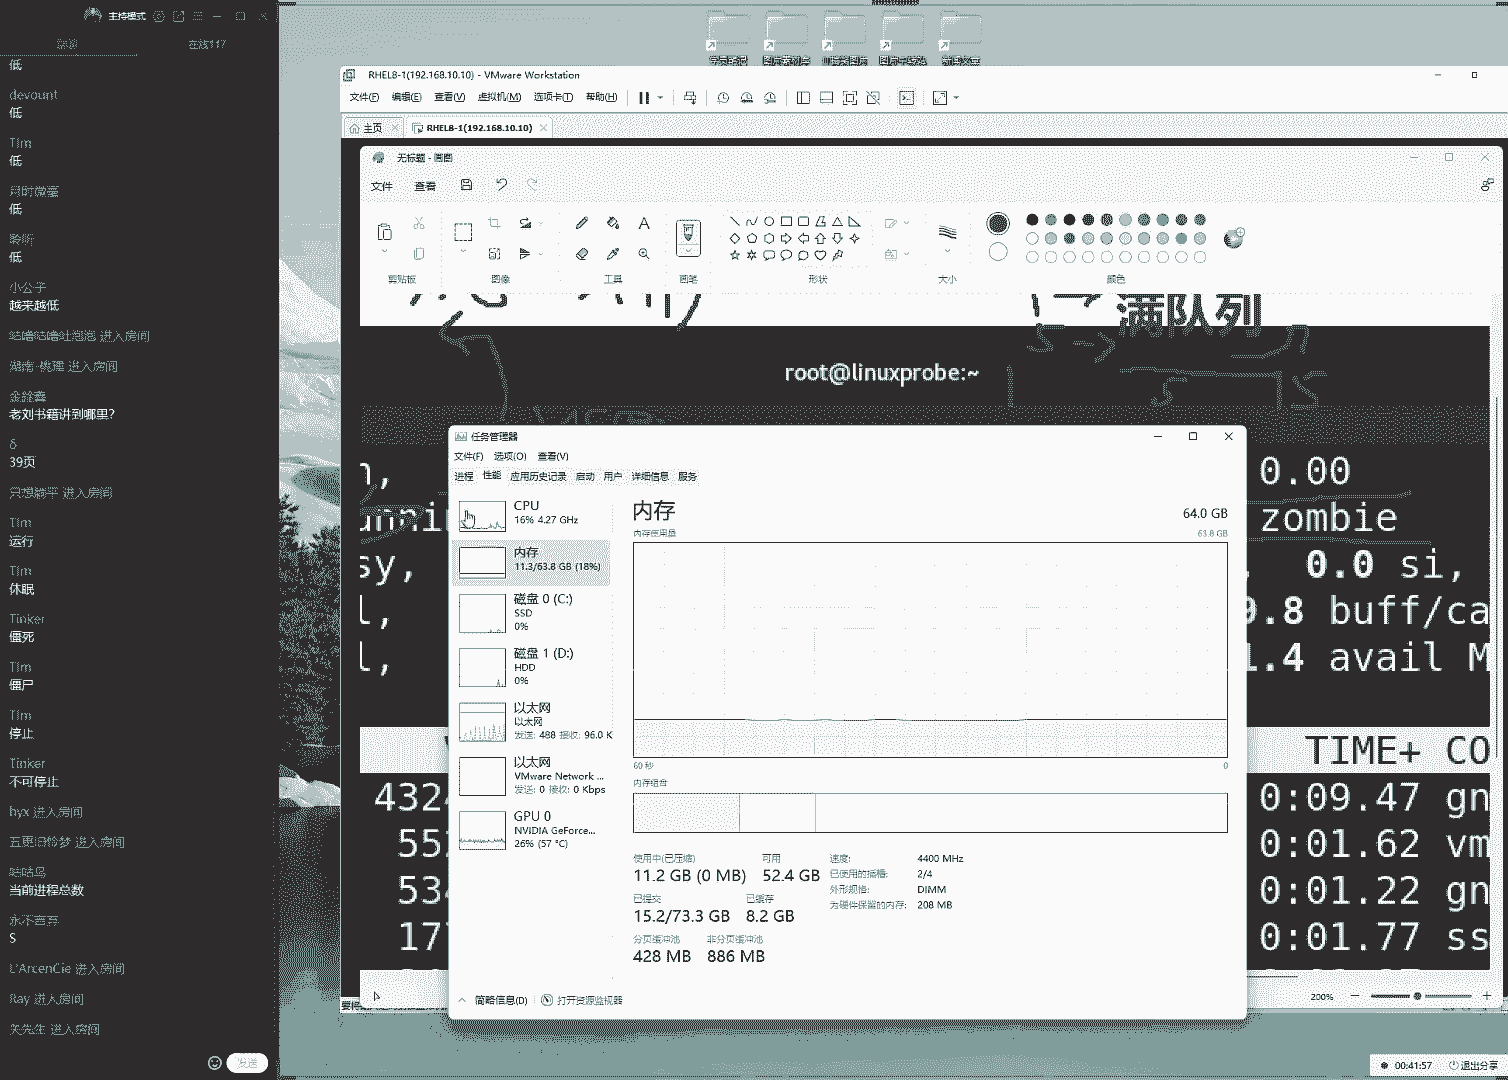 主持模式
在线117
低
devount
低
Tim
低
低
聆听
低
小公子
越来越低
咕噜咕噜吐泡泡 进入房间
湖南-桃瑾 进入房间
老刘书籍讲到哪里?
δ
39页
只想躺平 进入房间
Tim
运行
Tim
休眠
Tinker
僵死
Tim
僵尸
Tim
停止
Tinker
不可停止
hyx 进入房间
五更旧铃梦 进入房间
咕咕鸟
当前进程总数
永不言弃
S
L'ArcenCie 进入房间
Ray 进入房间
矢先生 进入房间
发送
RHEL8-1(192.168.10.10) - VMware Workstation
文件(F) 编辑(E) 查看(V) 虚拟机(M) 选项卡(T) 帮助(H)
主页 RHEL8-1(192.168.10.10)
无标题 - 画图
文件 查看
剪贴板 图像 工具 画笔 形状 大小 颜色
满队列
root@linuxprobe:~
0.00
zombie
sy, 0.0 si,
9.8 buff/ca
1.4 avail M
TIME+ CO
432 0:09.47 gn
55 0:01.62 vm
53 0:01.22 gn
17 0:01.77 ss
任务管理器
文件(F) 选项(O) 查看(V)
进程 性能 应用历史记录 启动 用户 详细信息 服务
CPU
16% 4.27 GHz
内存
11.3/63.8 GB (18%)
磁盘 0 (C:)
SSD
0%
磁盘 1 (D:)
HDD
0%
以太网
以太网
发送: 488 接收: 96.0 K
以太网
VMware Network ...
发送: 0 接收: 0 Kbps
GPU 0
NVIDIA GeForce...
26% (57 °C)
内存 64.0 GB
内存使用量 63.8 GB
60 秒 0
内存组合
使用中(已压缩) 可用
11.2 GB (0 MB) 52.4 GB
已提交 已缓存
15.2/73.3 GB 8.2 GB
分页缓冲池 非分页缓冲池
428 MB 886 MB
速度: 4400 MHz
已使用的插槽: 2/4
外形规格: DIMM
为硬件保留的内存: 208 MB
简略信息(D) 打开资源监视器
200%
00:41:57 退出分享